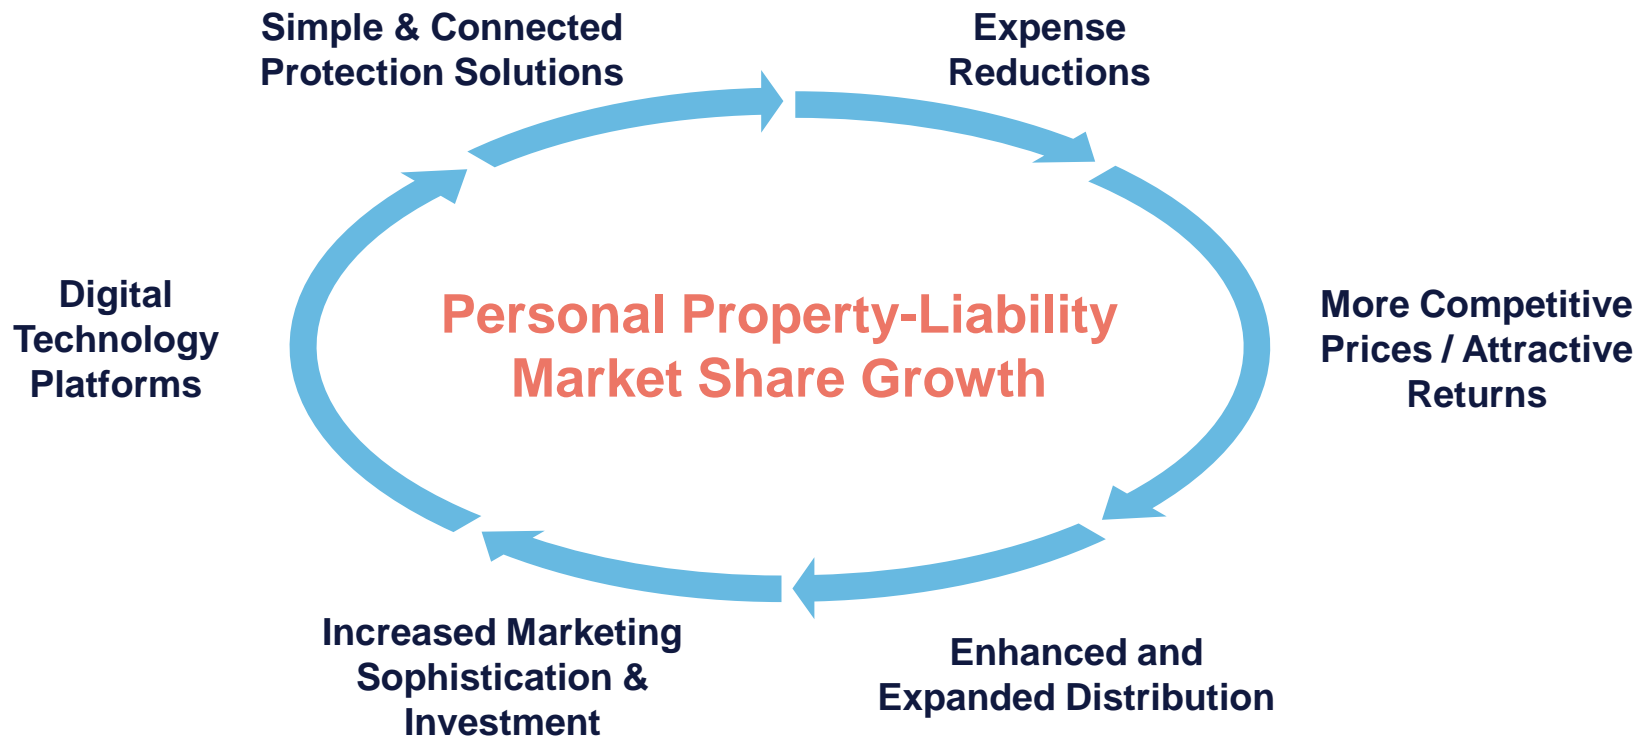 Simple & Connected
Protection Solutions
Expense
Reductions
Digital
Technology
Platforms
Personal Property-Liability
Market Share Growth
More Competitive
Prices / Attractive
Returns
Increased Marketing
Sophistication &
Investment
Enhanced and
Expanded Distribution